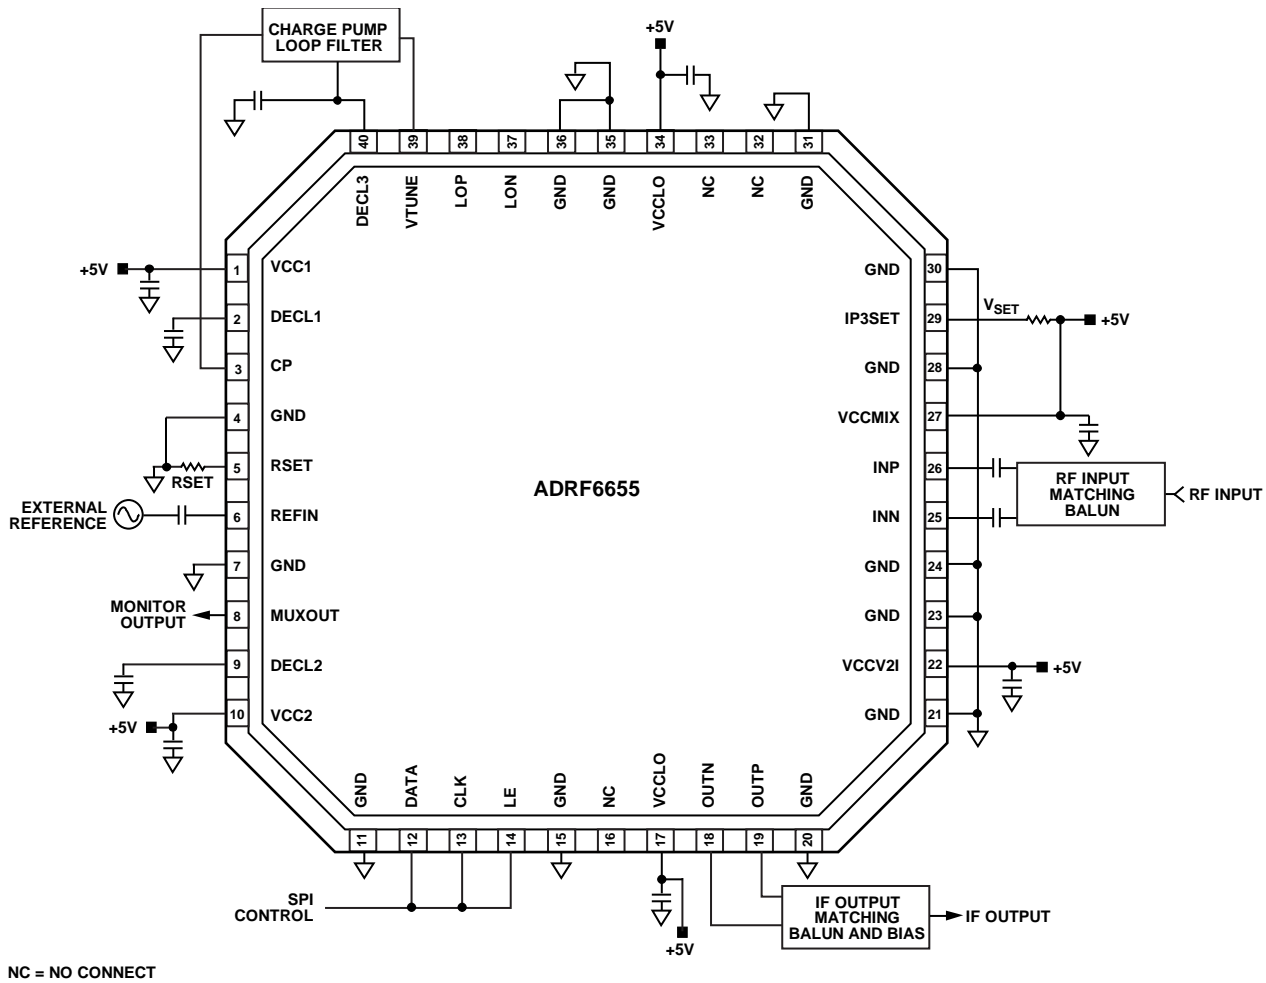 CHARGE PUMP
LOOP FILTER
+5V
40
39
38
37
36
35
34
33
32
31
DECL3
VTUNE
LOP
LON
GND
GND
VCCLO
NC
NC
GND
+5V
1
VCC1
2
DECL1
3
CP
4
GND
5
RSET
RSET
EXTERNAL
REFERENCE
6
REFIN
7
GND
MONITOR
OUTPUT
8
MUXOUT
9
DECL2
+5V
10
VCC2
ADRF6655
GND
30
IP3SET
29
VSET
+5V
GND
28
VCCMIX
27
INP
26
INN
25
RF INPUT
MATCHING
BALUN
RF INPUT
GND
24
GND
23
VCCV2I
22
+5V
GND
21
GND
DATA
CLK
LE
GND
NC
VCCLO
OUTN
OUTP
GND
11
12
13
14
15
16
17
18
19
20
SPI
CONTROL
+5V
IF OUTPUT
MATCHING
BALUN AND BIAS
IF OUTPUT
NC = NO CONNECT